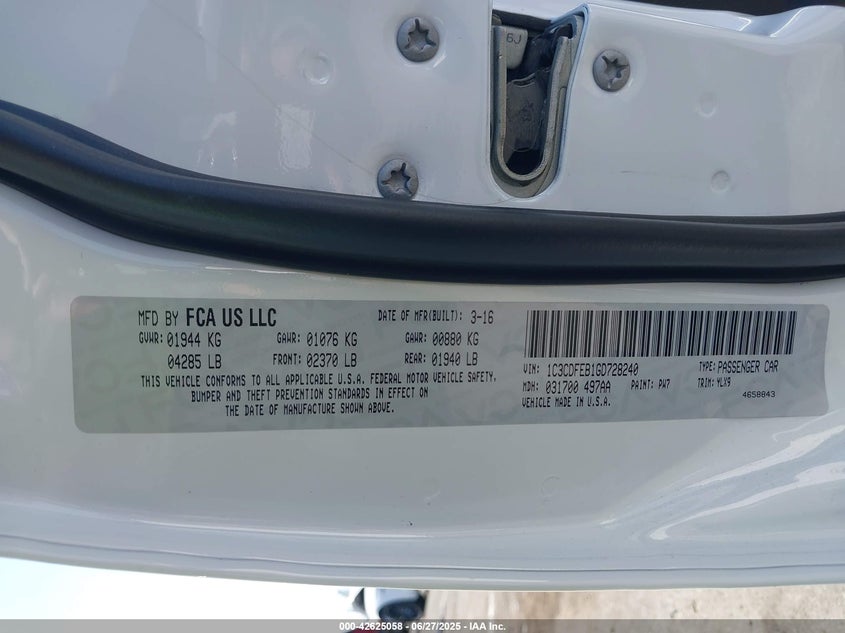 6J
MFD BY FCA US LLC
DATE OF MFR(BUILT): 3-16
GVWR: 01944 KG GAWR: 01076 KG GAWR: 00880 KG
04285 LB FRONT: 02370 LB REAR: 01940 LB
THIS VEHICLE CONFORMS TO ALL APPLICABLE U.S.A. FEDERAL MOTOR VEHICLE SAFETY,
BUMPER AND THEFT PREVENTION STANDARDS IN EFFECT ON
THE DATE OF MANUFACTURE SHOWN ABOVE.
VIN: 1C3CDFEB1GD728240 TYPE: PASSENGER CAR
MDH: 031700 497AA PAINT: PW7 TRIM: YLX9
VEHICLE MADE IN U.S.A. 4658843
000-42625058 - 06/27/2025 - IAA Inc.